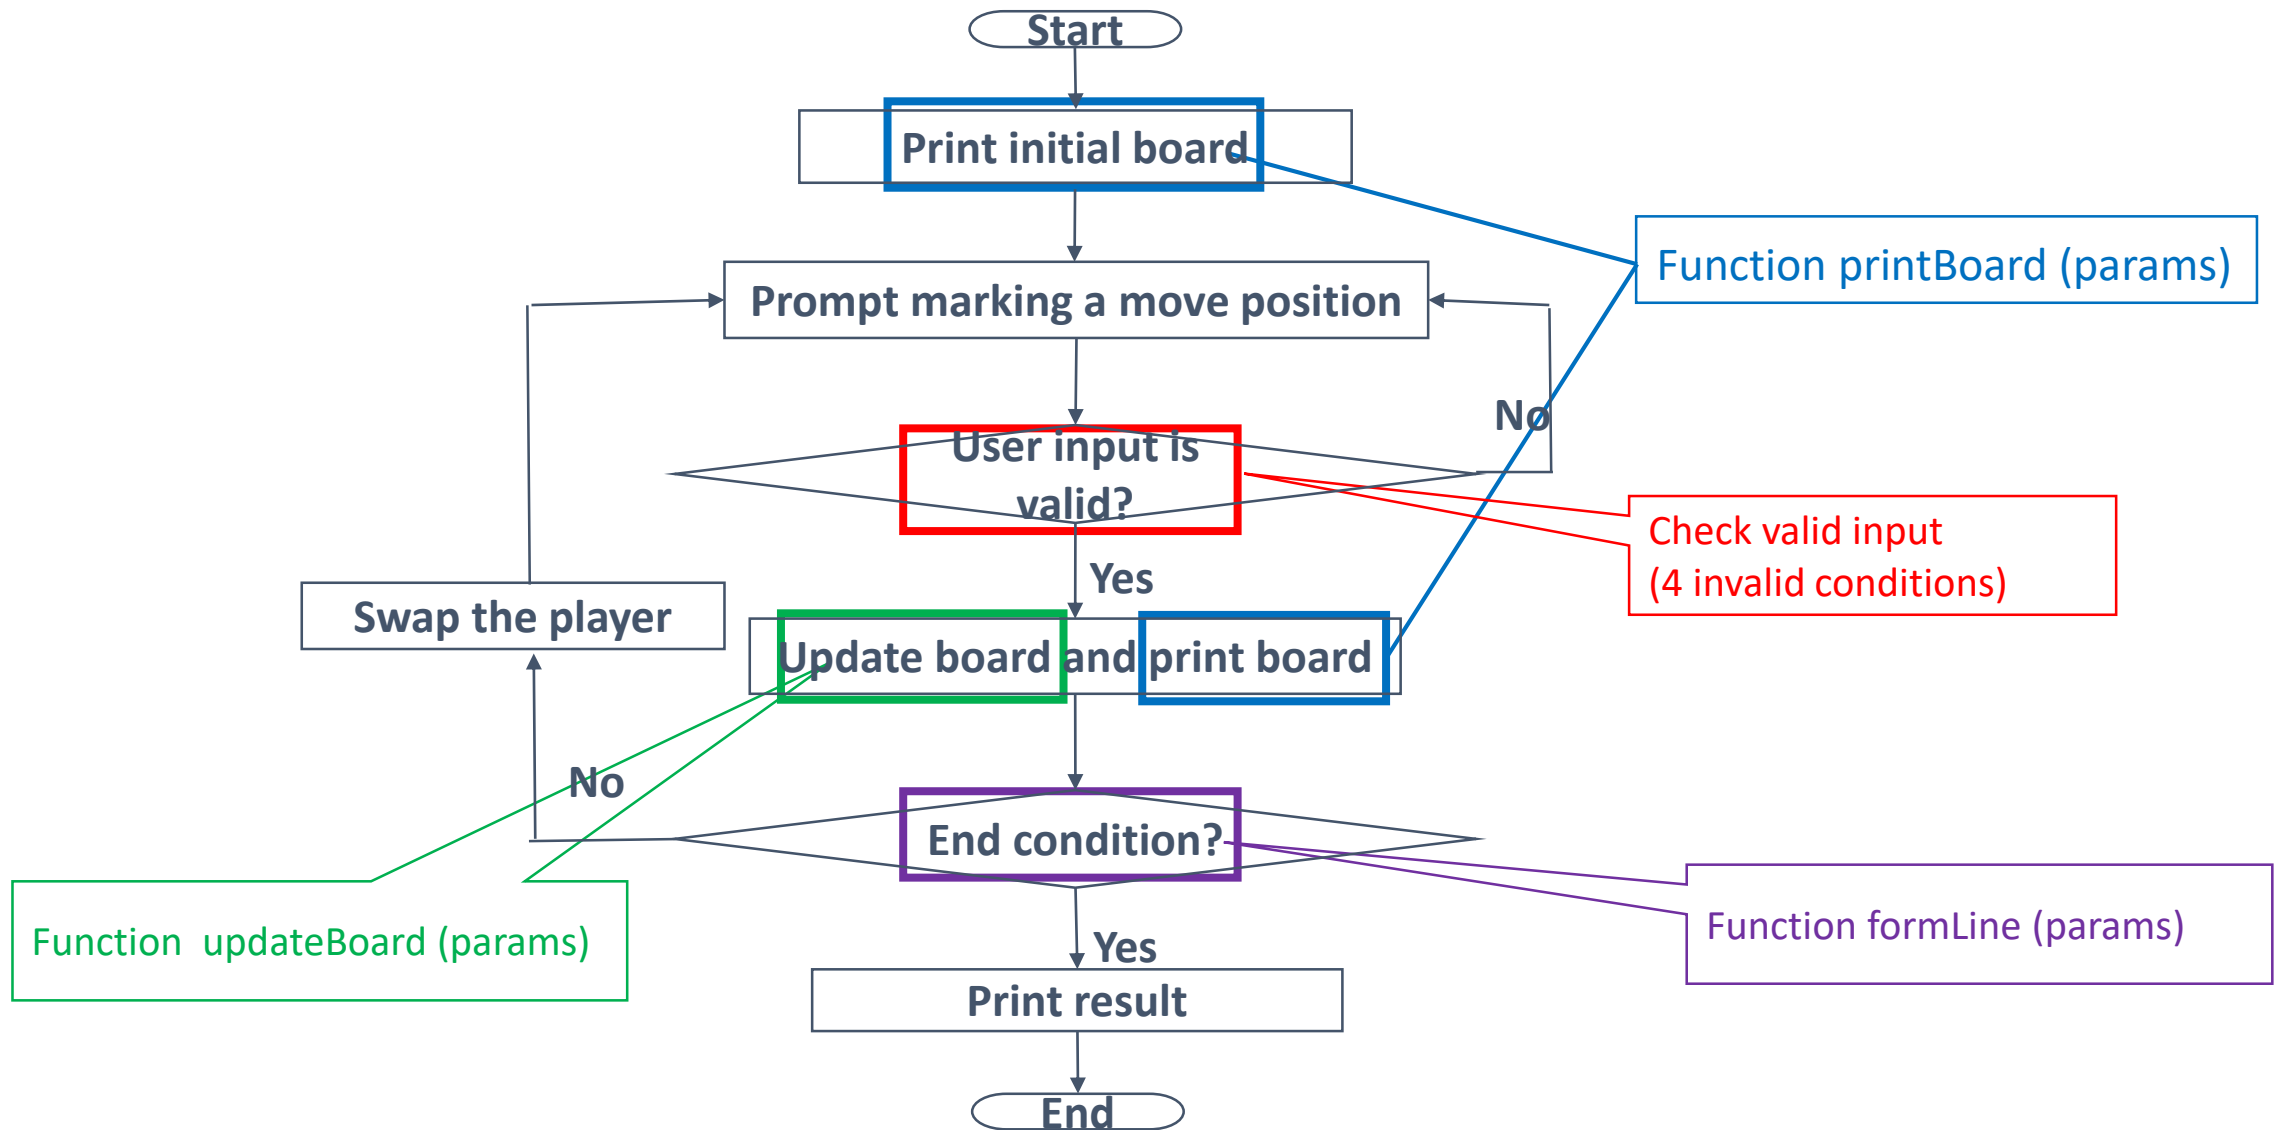 Start
Print initial board
Function printBoard (params)
Prompt marking a move position
No
User input is
valid?
Check valid input
(4 invalid conditions)
Yes
Swap the player
Update board and print board
No
End condition?
Function  updateBoard (params)
Function formLine (params)
Yes
Print result
End